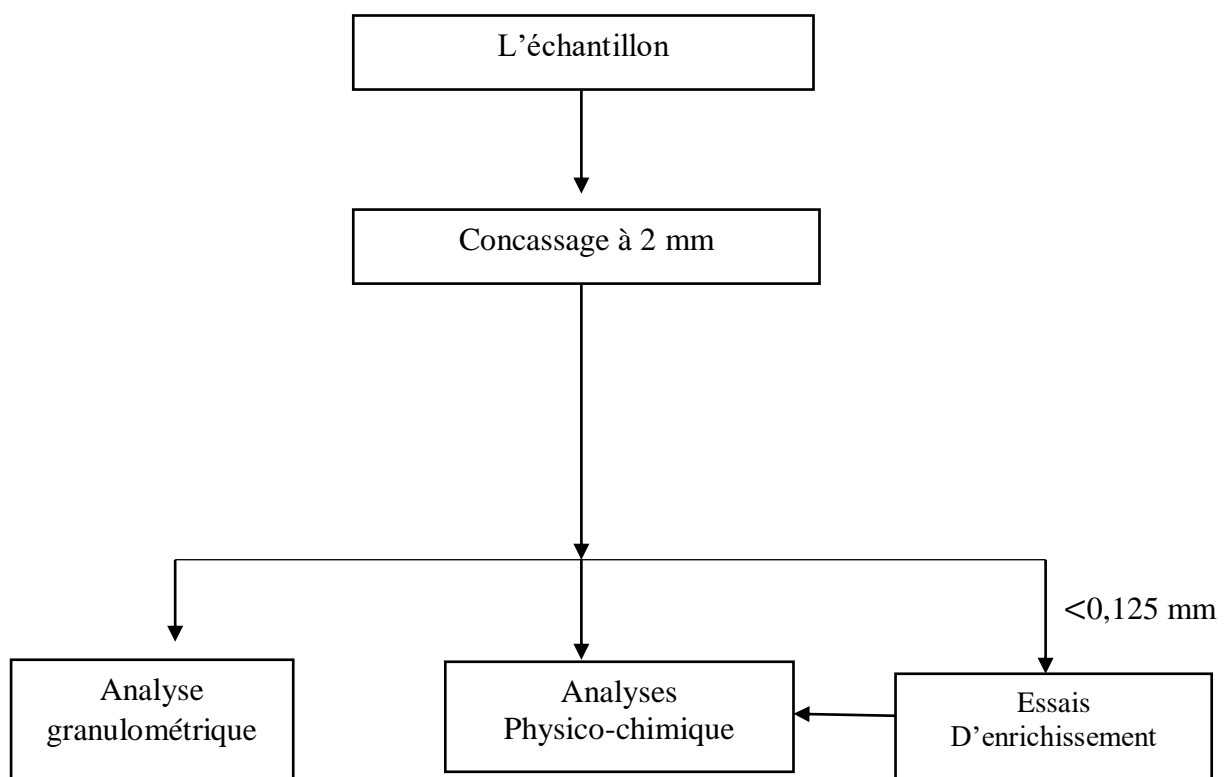 L’échantillon
Concassage à 2 mm
<0,125 mm
Analyse
granulométrique
Analyses
Physico-chimique
Essais
D’enrichissement